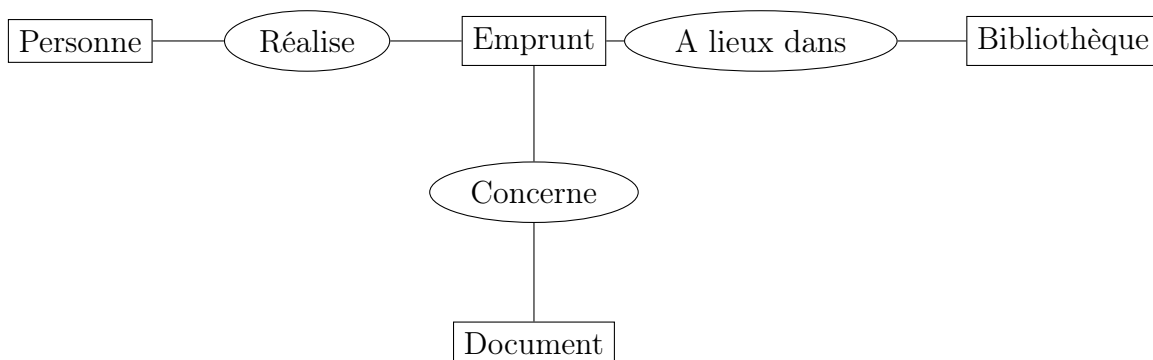 Personne
Réalise
Emprunt
A lieux dans
Bibliothèque
Concerne
Document